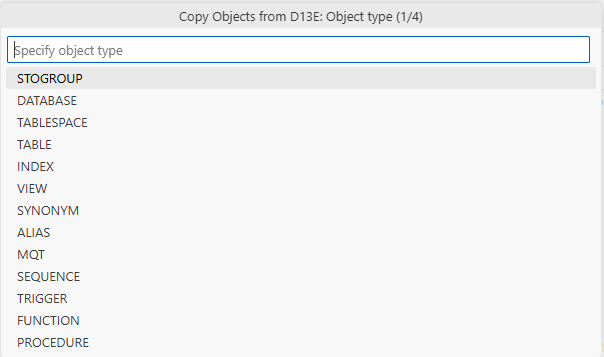 Copy Objects from D13E: Object type (1/4)
Specify object type
STOGROUP
DATABASE
TABLESPACE
TABLE
INDEX
VIEW
SYNONYM
ALIAS
MQT
SEQUENCE
TRIGGER
FUNCTION
PROCEDURE